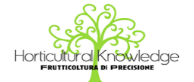 Horticultural Knowledge
FRUTTICOLTURA DI PRECISIONE